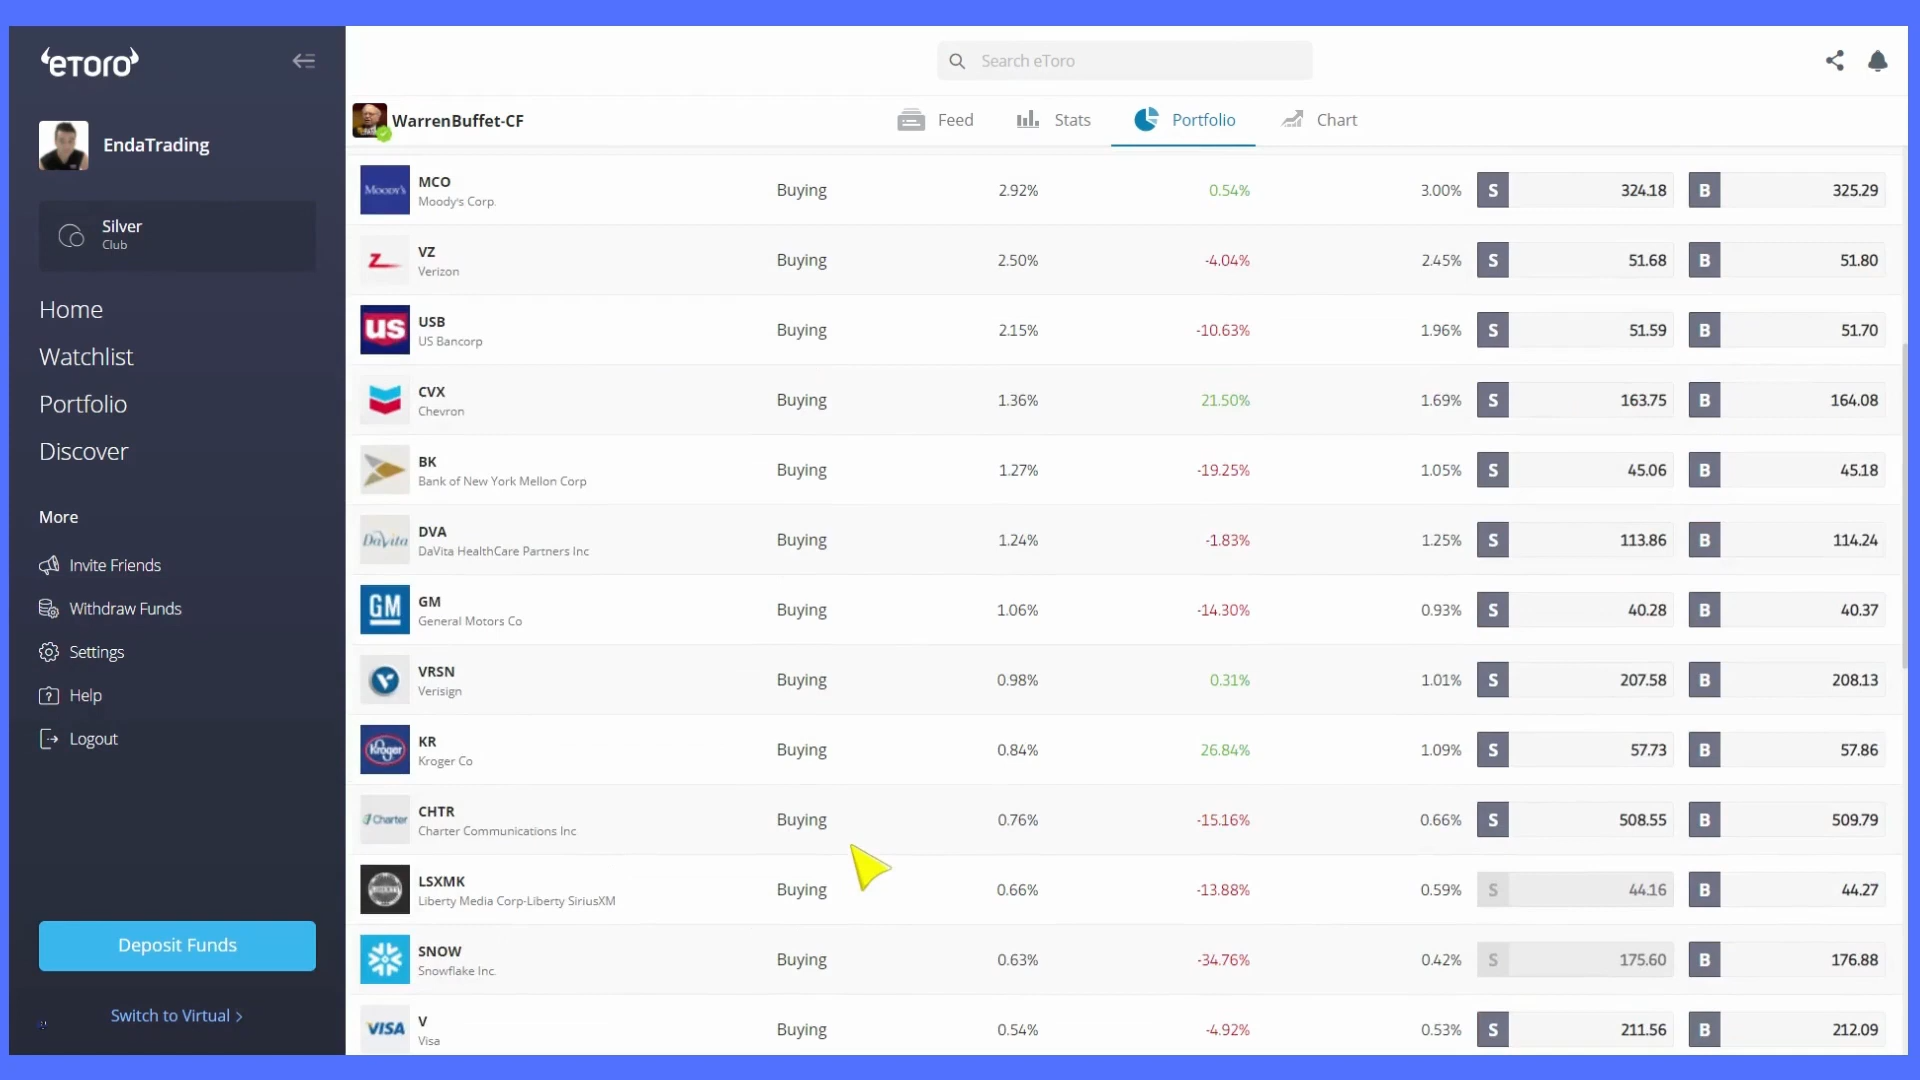 eToro
Search eToro
EndaTrading
WarrenBuffet-CF
Feed
Stats
Portfolio
Chart
Silver
Club
Home
Watchlist
Portfolio
Discover
More
Invite Friends
Withdraw Funds
Settings
Help
Logout
Deposit Funds
Switch to Virtual >
Moody's MCO Buying 2.92% 0.54% 3.00% S 324.18 B 325.29
Moody's Corp.
VZ Buying 2.50% -4.04% 2.45% S 51.68 B 51.80
Verizon
us USB Buying 2.15% -10.63% 1.96% S 51.59 B 51.70
US Bancorp
CVX Buying 1.36% 21.50% 1.69% S 163.75 B 164.08
Chevron
BK Buying 1.27% -19.25% 1.05% S 45.06 B 45.18
Bank of New York Mellon Corp
DaVita DVA Buying 1.24% -1.83% 1.25% S 113.86 B 114.24
DaVita HealthCare Partners Inc
GM GM Buying 1.06% -14.30% 0.93% S 40.28 B 40.37
General Motors Co
VRSN Buying 0.98% 0.31% 1.01% S 207.58 B 208.13
Verisign
Kroger KR Buying 0.84% 26.84% 1.09% S 57.73 B 57.86
Kroger Co
Charter CHTR Buying 0.76% -15.16% 0.66% S 508.55 B 509.79
Charter Communications Inc
LIBERTY LSXMK Buying 0.66% -13.88% 0.59% S 44.16 B 44.27
Liberty Media Corp-Liberty SiriusXM
SNOW Buying 0.63% -34.76% 0.42% S 175.60 B 176.88
Snowflake Inc.
VISA V Buying 0.54% -4.92% 0.53% S 211.56 B 212.09
Visa